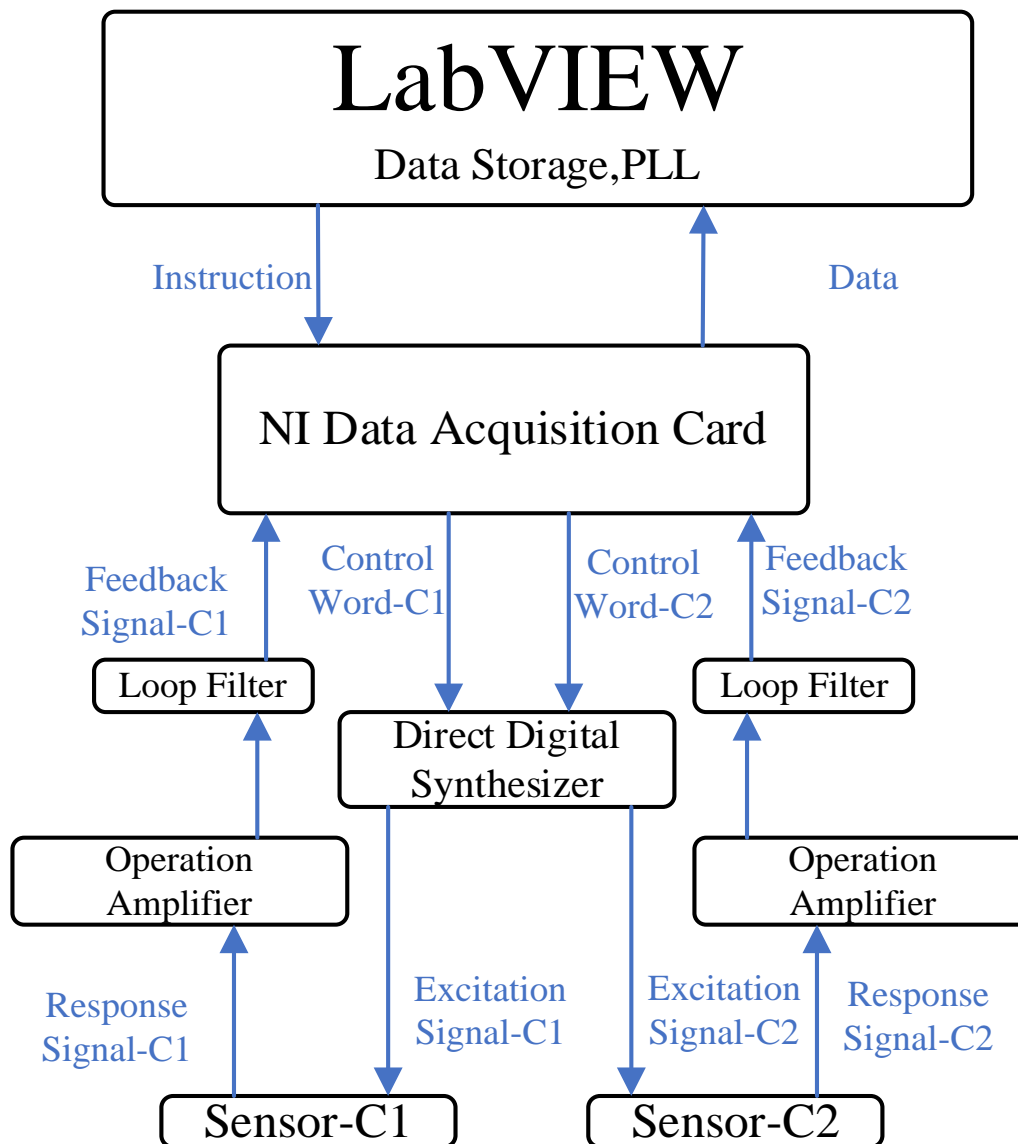 LabVIEW
Data Storage,PLL
Instruction
Data
NI Data Acquisition Card
Feedback
Signal-C1
Control
Word-C1
Control
Word-C2
Feedback
Signal-C2
Loop Filter
Loop Filter
Direct Digital
Synthesizer
Operation
Amplifier
Operation
Amplifier
Response
Signal-C1
Excitation
Signal-C1
Excitation
Signal-C2
Response
Signal-C2
Sensor-C1
Sensor-C2